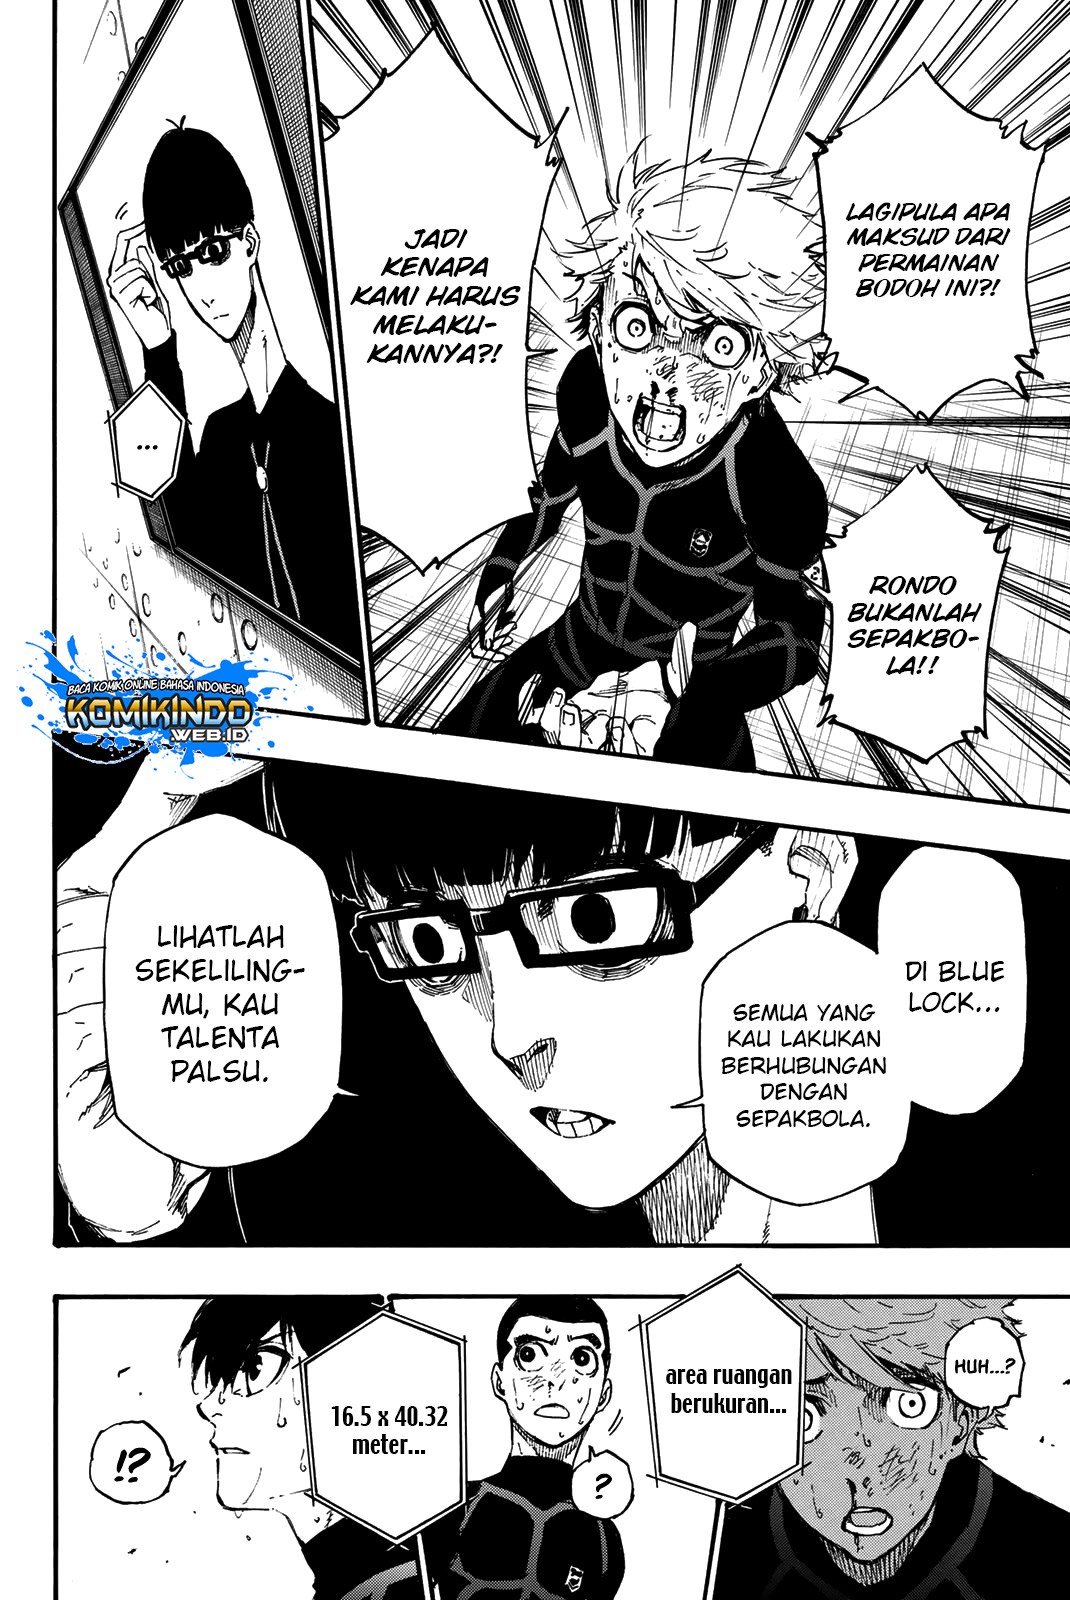 LAGIPULA APA
MAKSUD DARI
PERMAINAN
BODOH INI?!
RONDO
BUKANLAH
SEPAKBO-
LA!!
JADI
KENAPA
KAMI HARUS
MELAKU-
KANNYA?!
...
BACA KOMIK ONLINE BAHASA INDONESIA
KOMIKINDO
WEB.ID
DI BLUE
LOCK...
SEMUA YANG
KAU LAKUKAN
BERHUBUNGAN
DENGAN
SEPAKBOLA.
LIHATLAH
SEKELILING-
MU, KAU
TALENTA
PALSU.
HUH...?
area ruangan
berukuran...
?
16.5 x 40.32
meter...
!?